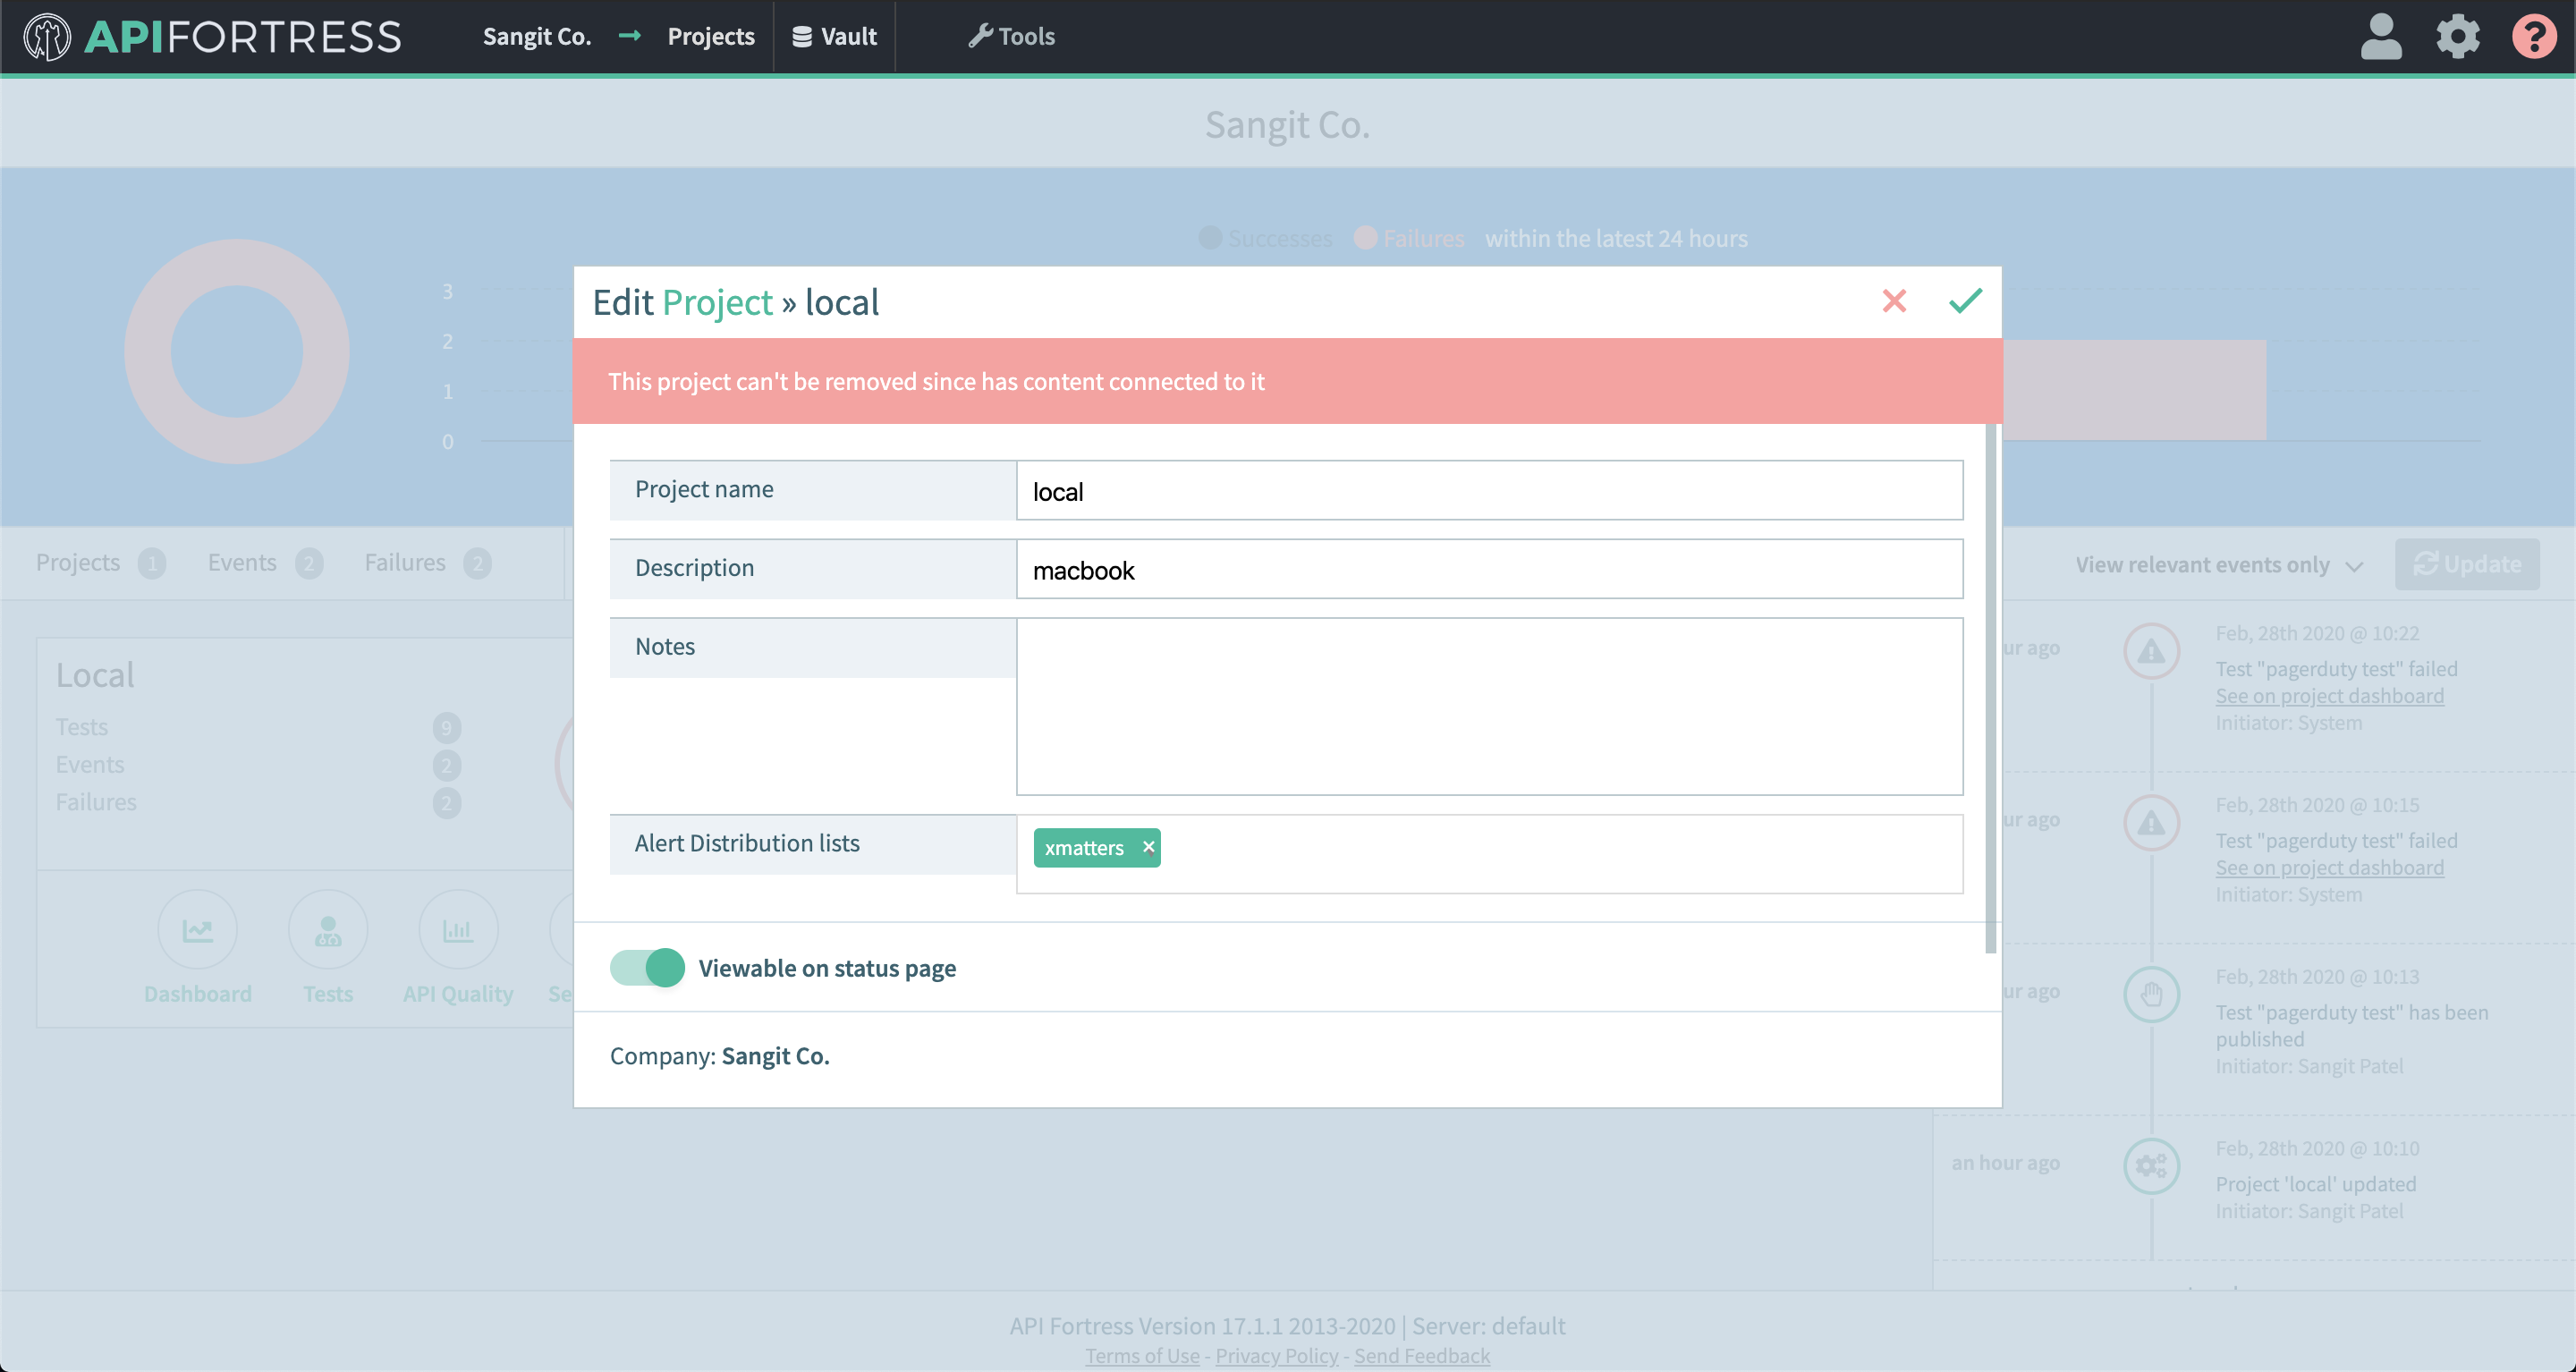 APIFORTRESS
Sangit Co. → Projects
Vault
Tools
?
Sangit Co.
Successes Failures within the latest 24 hours
3
2
1
0
Edit Project » local
This project can't be removed since has content connected to it
Project name
local
Description
macbook
Notes
Alert Distribution lists
xmatters ×
Viewable on status page
Company: Sangit Co.
Projects 1 Events 2 Failures 2
View relevant events only
Update
Local
Tests 9
Events 2
Failures 2
Dashboard
Tests
API Quality
Se
ur ago
Feb, 28th 2020 @ 10:22
Test "pagerduty test" failed
See on project dashboard
Initiator: System
ur ago
Feb, 28th 2020 @ 10:15
Test "pagerduty test" failed
See on project dashboard
Initiator: System
ur ago
Feb, 28th 2020 @ 10:13
Test "pagerduty test" has been
published
Initiator: Sangit Patel
an hour ago
Feb, 28th 2020 @ 10:10
Project 'local' updated
Initiator: Sangit Patel
API Fortress Version 17.1.1 2013-2020 | Server: default
Terms of Use - Privacy Policy - Send Feedback